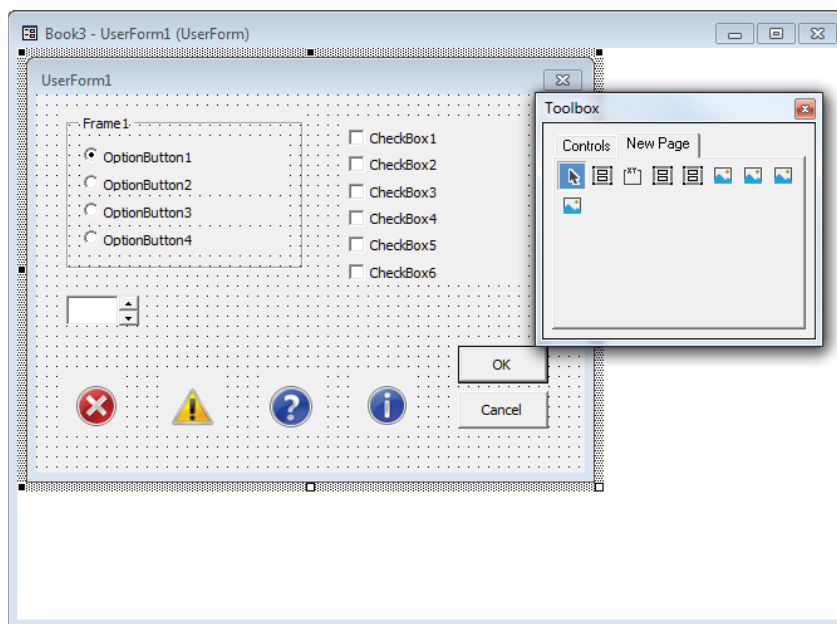 Book3 - UserForm1 (UserForm)
UserForm1
Toolbox
Controls New Page
XY
Frame1
OptionButton1
OptionButton2
OptionButton3
OptionButton4
CheckBox1
CheckBox2
CheckBox3
CheckBox4
CheckBox5
CheckBox6
OK
Cancel